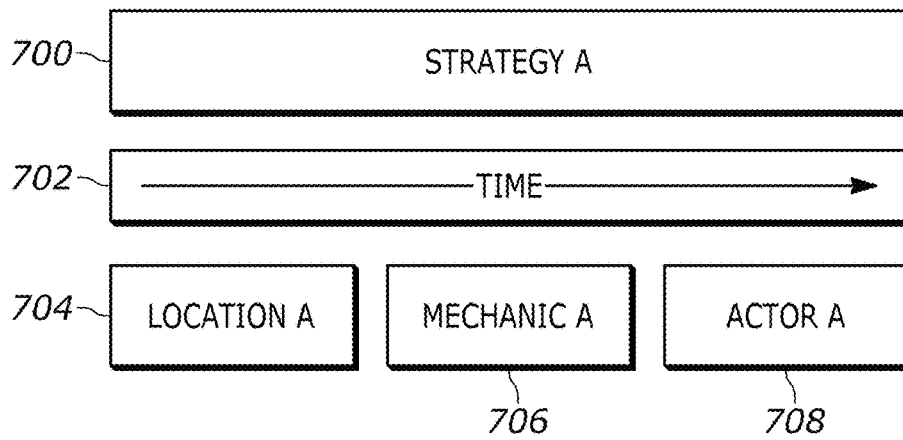 700
STRATEGY A
702
TIME
704
LOCATION A
MECHANIC A
ACTOR A
706
708